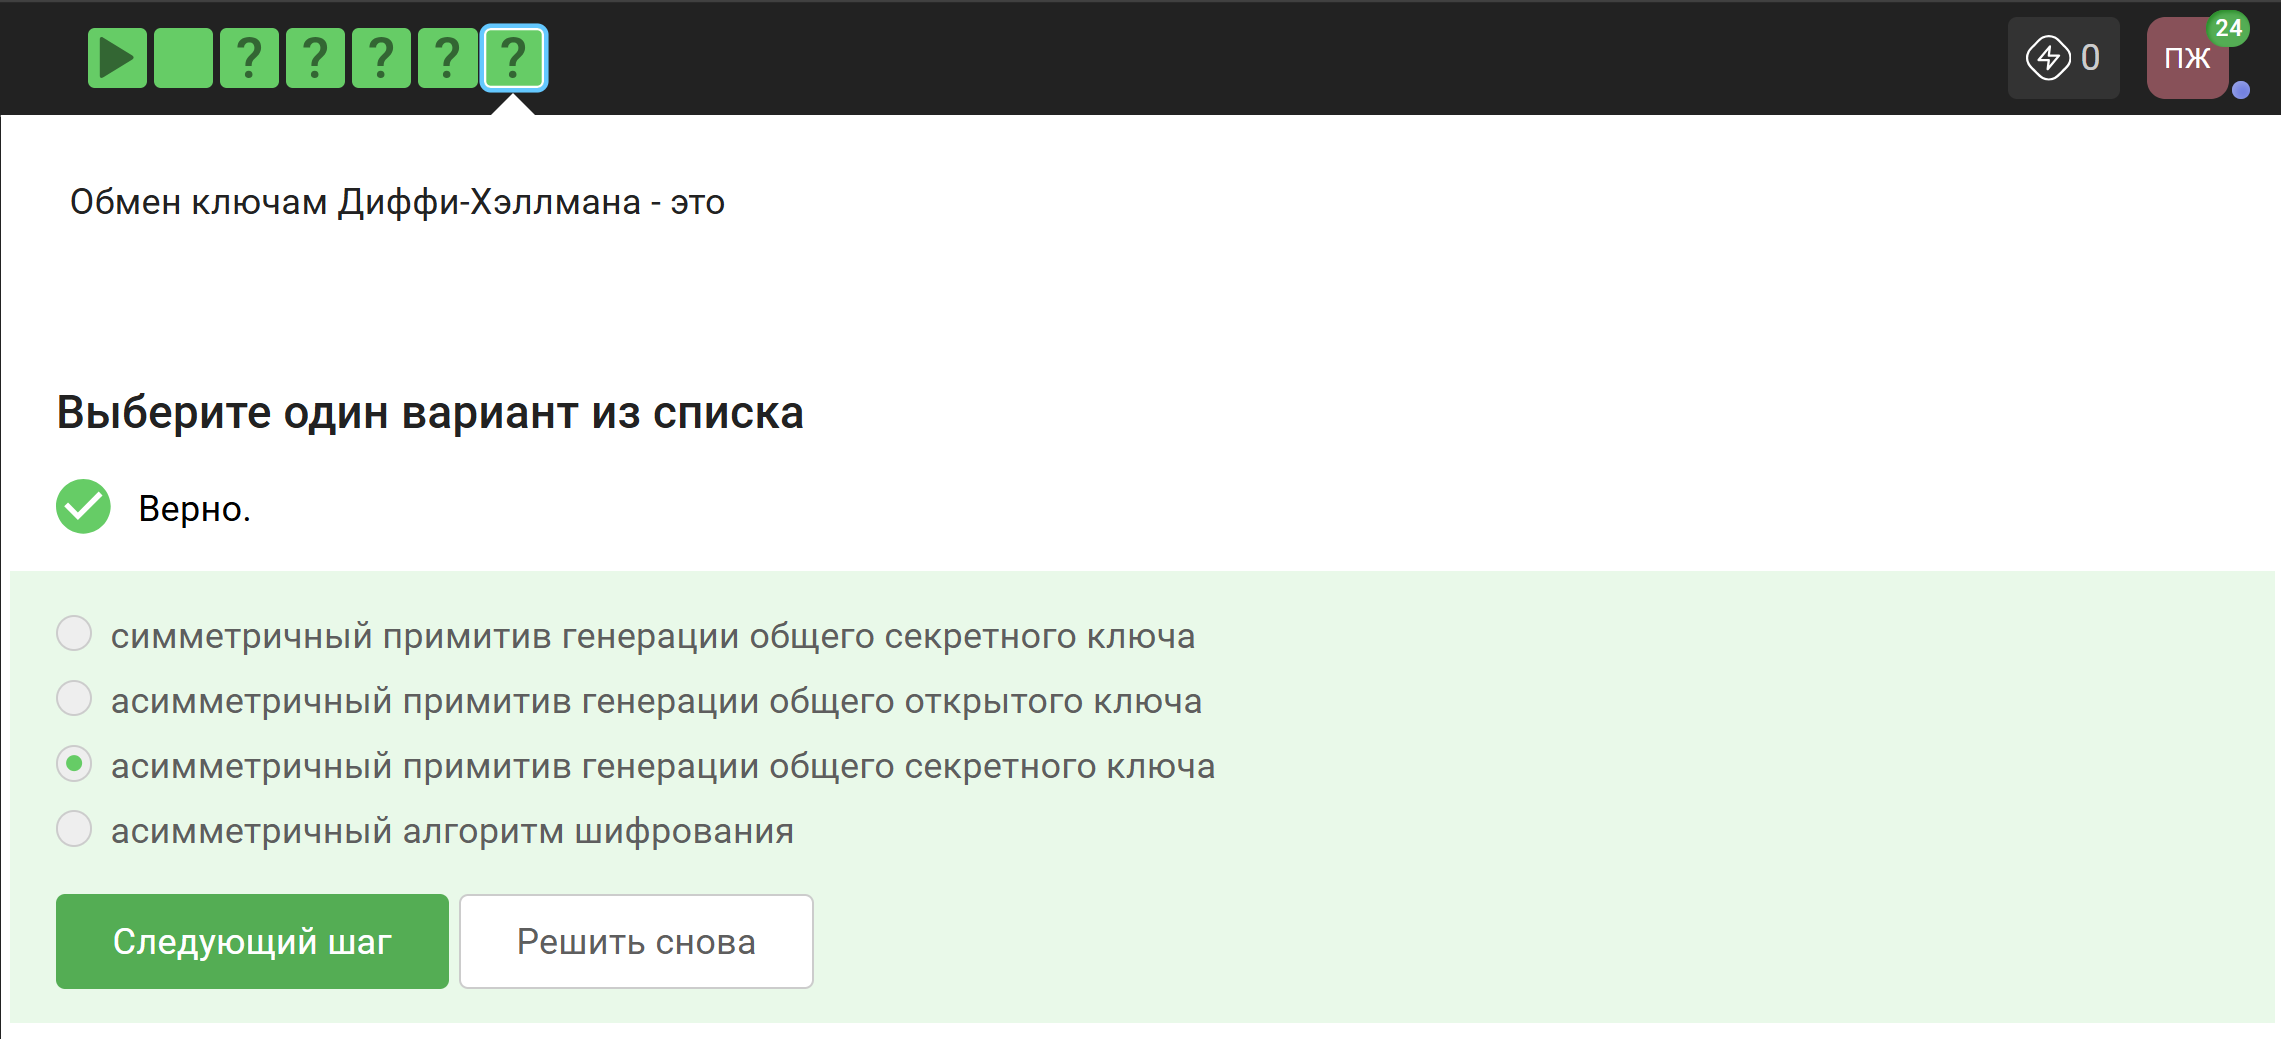 ? ? ? ? ?
0
ПЖ
24
Обмен ключам Диффи-Хэллмана - это
Выберите один вариант из списка
Верно.
симметричный примитив генерации общего секретного ключа
асимметричный примитив генерации общего открытого ключа
асимметричный примитив генерации общего секретного ключа
асимметричный алгоритм шифрования
Следующий шаг
Решить снова